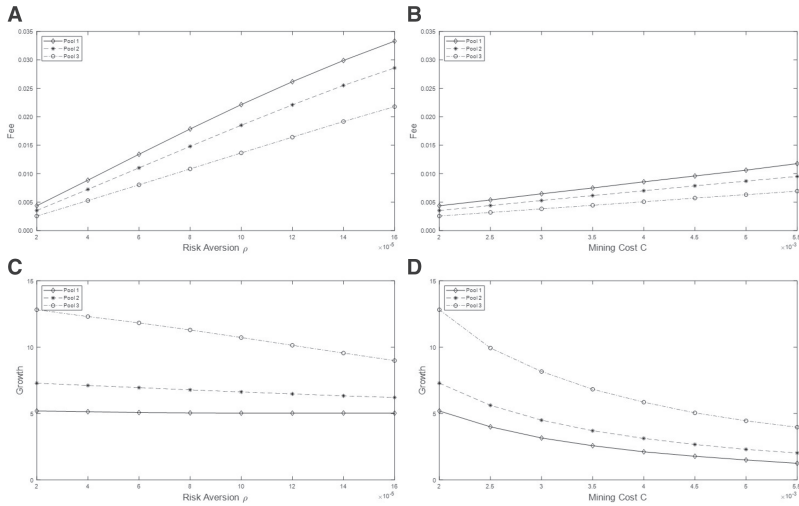 A
Pool 1
Pool 2
Pool 3
0.035
0.030
0.025
0.020
0.015
0.010
0.005
0.000
Fee
2 4 6 8 10 12 14 16
Risk Aversion ρ
×10⁻⁵
B
Pool 1
Pool 2
Pool 3
0.035
0.030
0.025
0.020
0.015
0.010
0.005
0.000
Fee
2 2.5 3 3.5 4 4.5 5 5.5
Mining Cost C
×10⁻³
C
Pool 1
Pool 2
Pool 3
15
10
5
0
Growth
2 4 6 8 10 12 14 16
Risk Aversion ρ
×10⁻⁵
D
Pool 1
Pool 2
Pool 3
15
10
5
0
Growth
2 2.5 3 3.5 4 4.5 5 5.5
Mining Cost C
×10⁻³